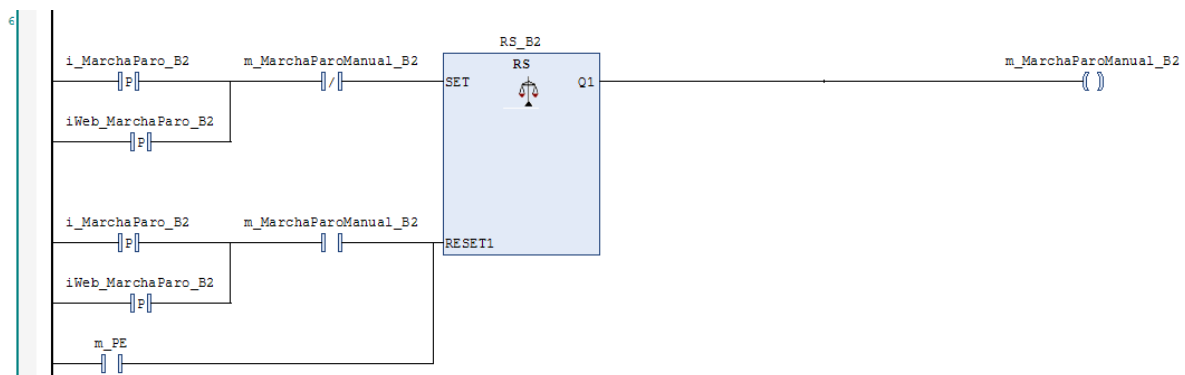 6
RS_B2
i_MarchaParo_B2 m_MarchaParoManual_B2 RS m_MarchaParoManual_B2
P / SET Q1
iWeb_MarchaParo_B2
P
i_MarchaParo_B2 m_MarchaParoManual_B2
P RESET1
iWeb_MarchaParo_B2
P
m_PE